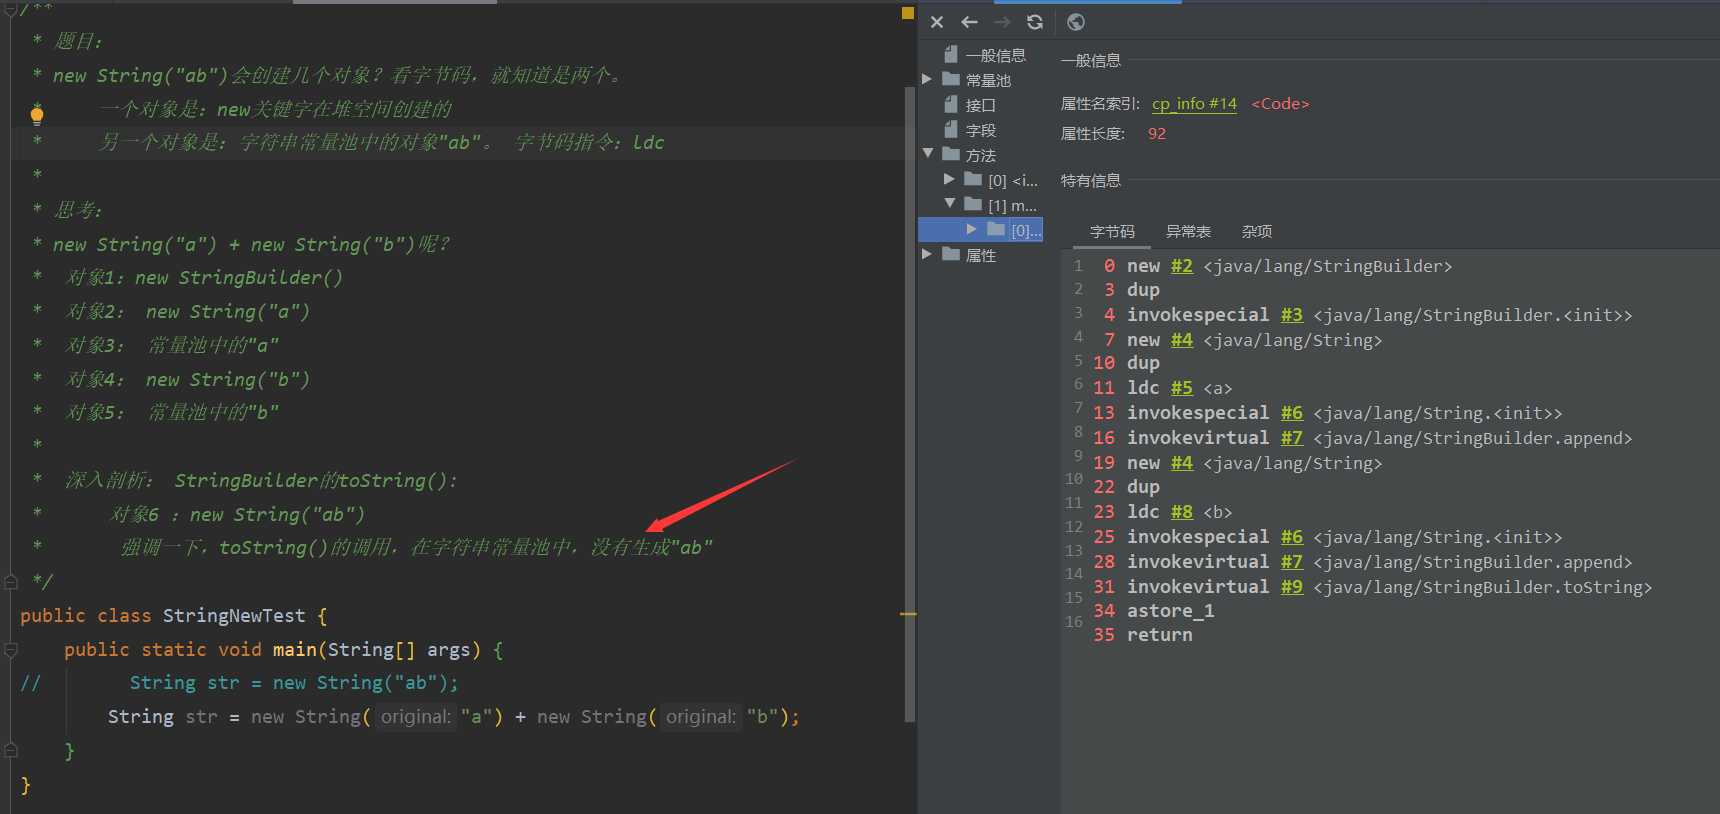 /**
* 题目：
* new String("ab")会创建几个对象？看字节码，就知道是两个。
一个对象是：new关键字在堆空间创建的
* 另一个对象是：字符串常量池中的对象"ab"。 字节码指令：ldc
*
* 思考：
* new String("a") + new String("b")呢？
* 对象1：new StringBuilder()
* 对象2： new String("a")
* 对象3： 常量池中的"a"
* 对象4： new String("b")
* 对象5： 常量池中的"b"
*
* 深入剖析： StringBuilder的toString():
* 对象6 ：new String("ab")
* 强调一下，toString()的调用，在字符串常量池中，没有生成"ab"
*/
public class StringNewTest {
public static void main(String[] args) {
// String str = new String("ab");
String str = new String( original: "a") + new String( original: "b");
}
}
一般信息
常量池
接口
字段
方法
[0] <i...
[1] m...
[0]...
属性
一般信息
属性名索引: cp_info #14 <Code>
属性长度: 92
特有信息
字节码 异常表 杂项
1 0 new #2 <java/lang/StringBuilder>
2 3 dup
3 4 invokespecial #3 <java/lang/StringBuilder.<init>>
4 7 new #4 <java/lang/String>
5 10 dup
6 11 ldc #5 <a>
7 13 invokespecial #6 <java/lang/String.<init>>
8 16 invokevirtual #7 <java/lang/StringBuilder.append>
9 19 new #4 <java/lang/String>
10 22 dup
11 23 ldc #8 <b>
12 25 invokespecial #6 <java/lang/String.<init>>
13 28 invokevirtual #7 <java/lang/StringBuilder.append>
14 31 invokevirtual #9 <java/lang/StringBuilder.toString>
15 34 astore_1
16 35 return